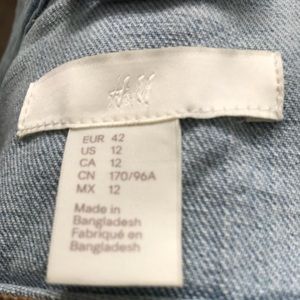 H&M
EUR 42
US 12
CA 12
CN 170/96A
MX 12
Made in
Bangladesh
Fabriqué en
Bangladesh